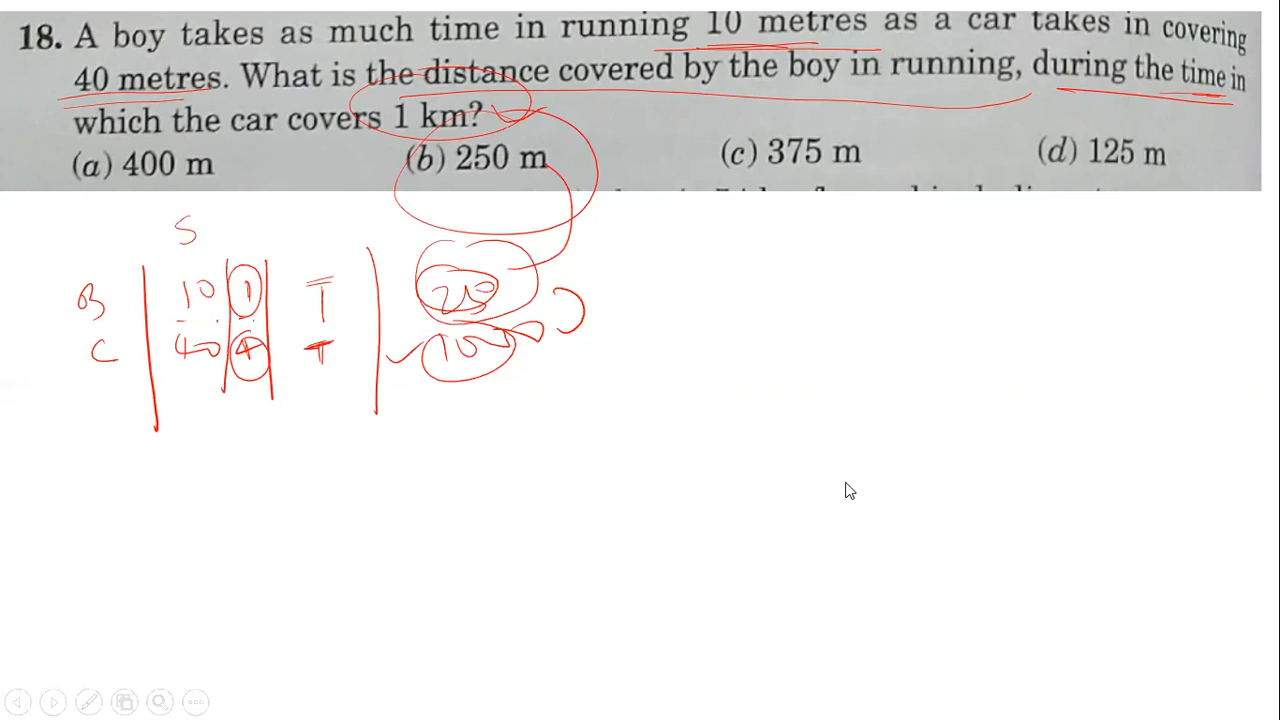 18. A boy takes as much time in running 10 metres as a car takes in covering
40 metres. What is the distance covered by the boy in running, during the time in
which the car covers 1 km?
(a) 400 m (b) 250 m (c) 375 m (d) 125 m
S
B 10 1 T 250
C 40 4 T 1000